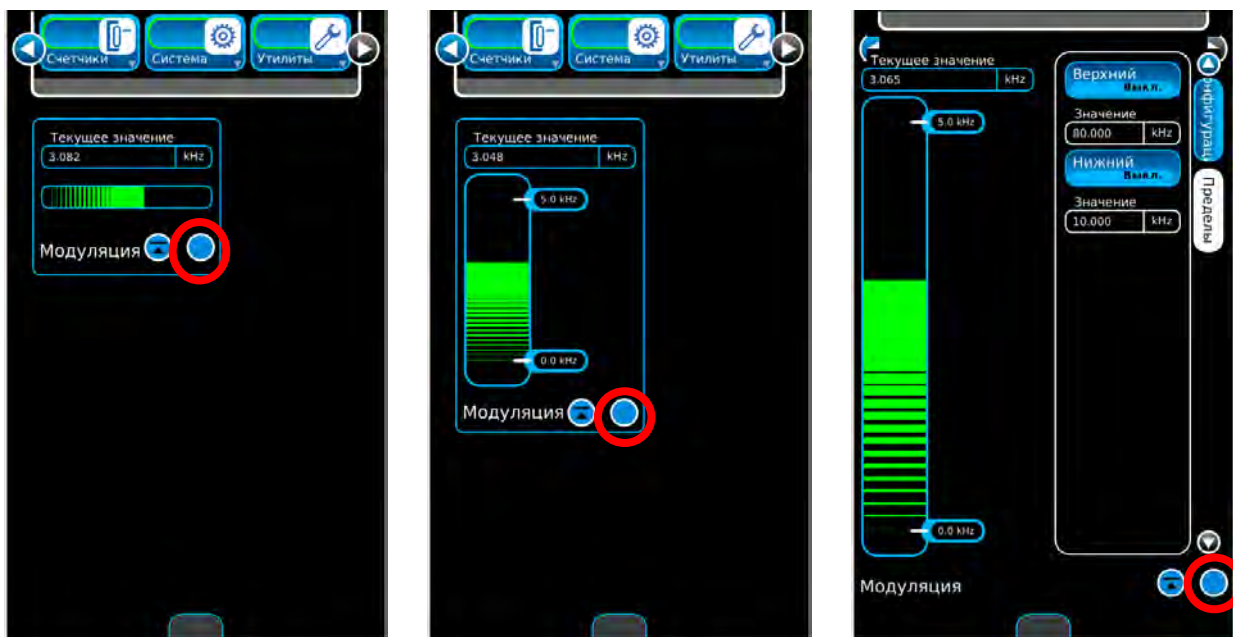 Счетчики
Система
Утилиты
Текущее значение
3.082 kHz
Модуляция
Счетчики
Система
Утилиты
Текущее значение
3.048 kHz
5.0 kHz
0.0 kHz
Модуляция
Текущее значение
3.065 kHz
5.0 kHz
0.0 kHz
Модуляция
Верхний
Выкл.
Значение
80.000 kHz
Нижний
Выкл.
Значение
10.000 kHz
онфигурац
Пределы